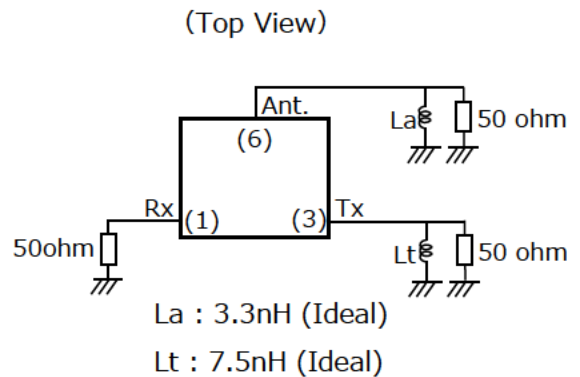 (Top View)
Ant.
(6)
La
50 ohm
Rx
(1)
(3)
Tx
50ohm
Lt
50 ohm
La : 3.3nH (Ideal)
Lt : 7.5nH (Ideal)